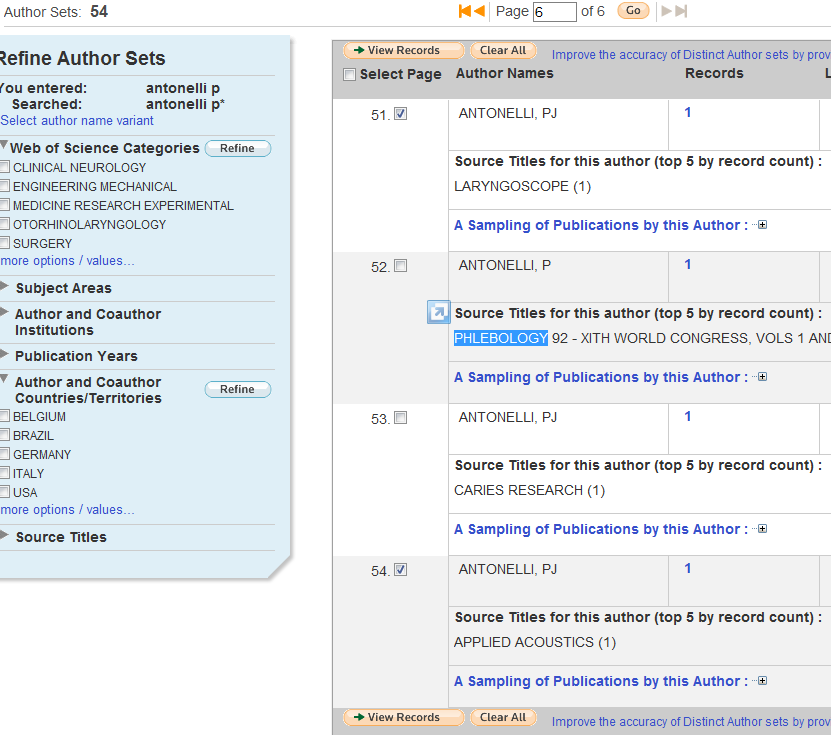 Author Sets: 54
Page 6 of 6 Go
Refine Author Sets
You entered: antonelli p
Searched: antonelli p*
Select author name variant
Web of Science Categories Refine
CLINICAL NEUROLOGY
ENGINEERING MECHANICAL
MEDICINE RESEARCH EXPERIMENTAL
OTORHINOLARYNGOLOGY
SURGERY
more options / values...
Subject Areas
Author and Coauthor
Institutions
Publication Years
Author and Coauthor
Countries/Territories Refine
BELGIUM
BRAZIL
GERMANY
ITALY
USA
more options / values...
Source Titles
View Records Clear All Improve the accuracy of Distinct Author sets by prov
Select Page Author Names Records
51. ANTONELLI, PJ 1
Source Titles for this author (top 5 by record count) :
LARYNGOSCOPE (1)
A Sampling of Publications by this Author :
52. ANTONELLI, P 1
Source Titles for this author (top 5 by record count) :
PHLEBOLOGY 92 - XITH WORLD CONGRESS, VOLS 1 AND
A Sampling of Publications by this Author :
53. ANTONELLI, PJ 1
Source Titles for this author (top 5 by record count) :
CARIES RESEARCH (1)
A Sampling of Publications by this Author :
54. ANTONELLI, PJ 1
Source Titles for this author (top 5 by record count) :
APPLIED ACOUSTICS (1)
A Sampling of Publications by this Author :
View Records Clear All Improve the accuracy of Distinct Author sets by prov